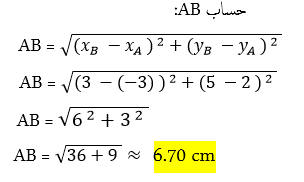 حساب AB:
AB = √((x_B − x_A)² + (y_B − y_A)²)
AB = √((3 − (−3))² + (5 − 2)²)
AB = √(6² + 3²)
AB = √(36 + 9) ≈ 6.70 cm